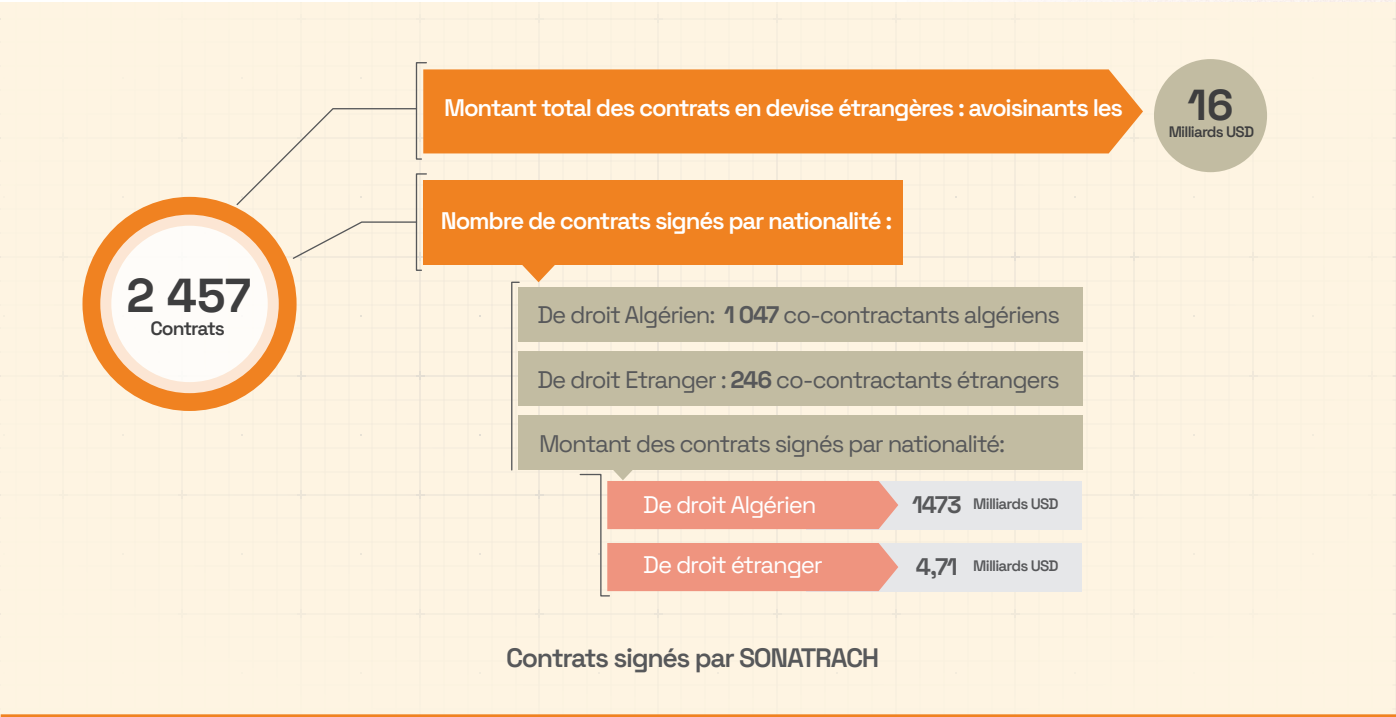 Montant total des contrats en devise étrangères : avoisinants les
16
Milliards USD
Nombre de contrats signés par nationalité :
2 457
Contrats
De droit Algérien: 1 047 co-contractants algériens
De droit Etranger : 246 co-contractants étrangers
Montant des contrats signés par nationalité:
De droit Algérien
1473 Milliards USD
De droit étranger
4,71 Milliards USD
Contrats signés par SONATRACH